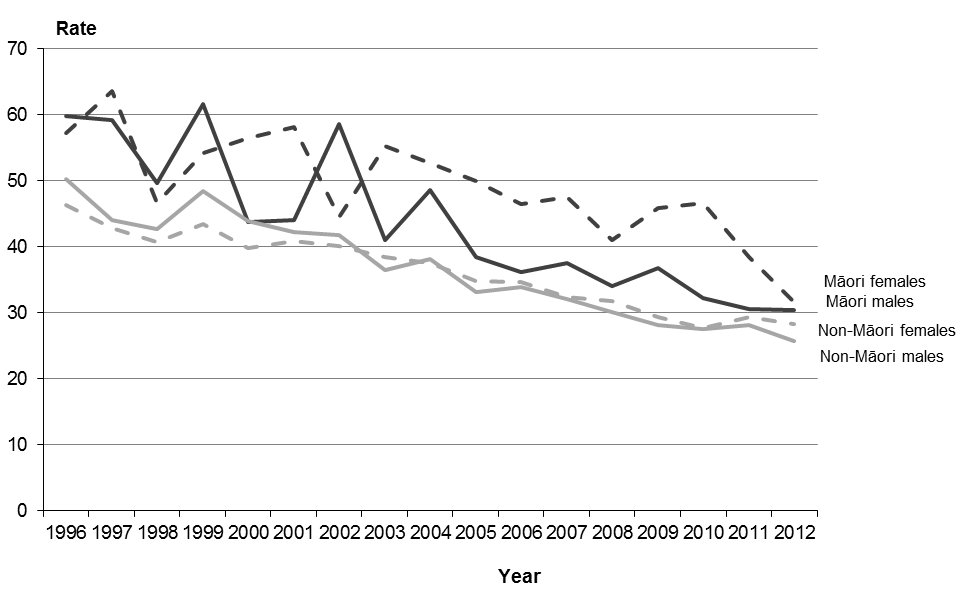 Rate
70
60
50
40
30
20
10
0
Māori females
Māori males
Non-Māori females
Non-Māori males
1996 1997 1998 1999 2000 2001 2002 2003 2004 2005 2006 2007 2008 2009 2010 2011 2012
Year